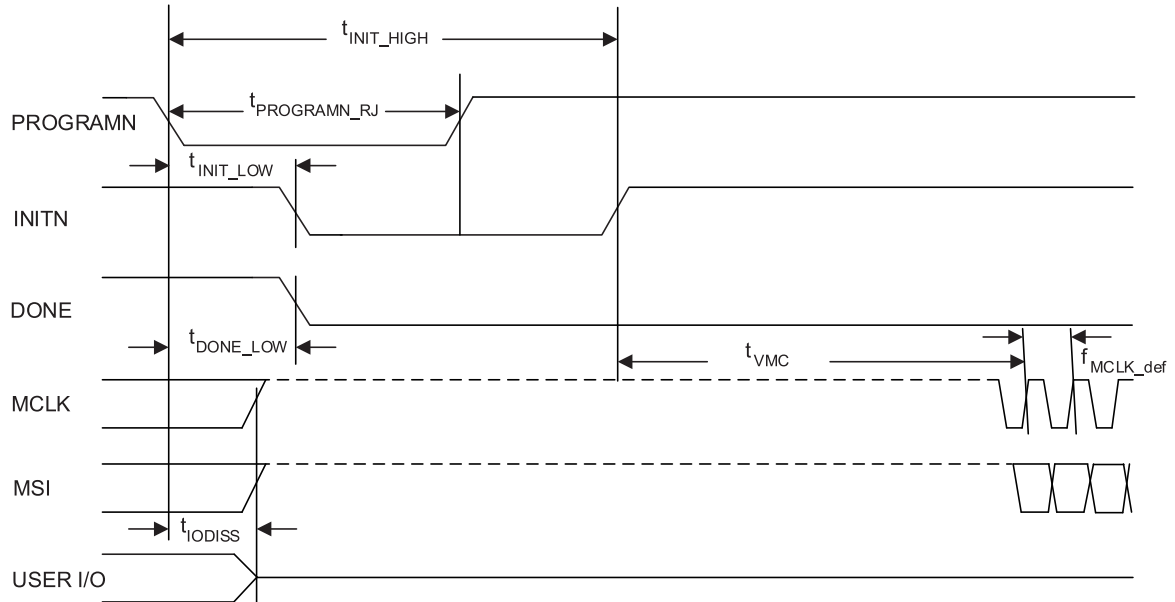 tINIT_HIGH
PROGRAMN
tPROGRAMN_RJ
tINIT_LOW
INITN
DONE
tDONE_LOW
tVMC
fMCLK_def
MCLK
MSI
tIODISS
USER I/O